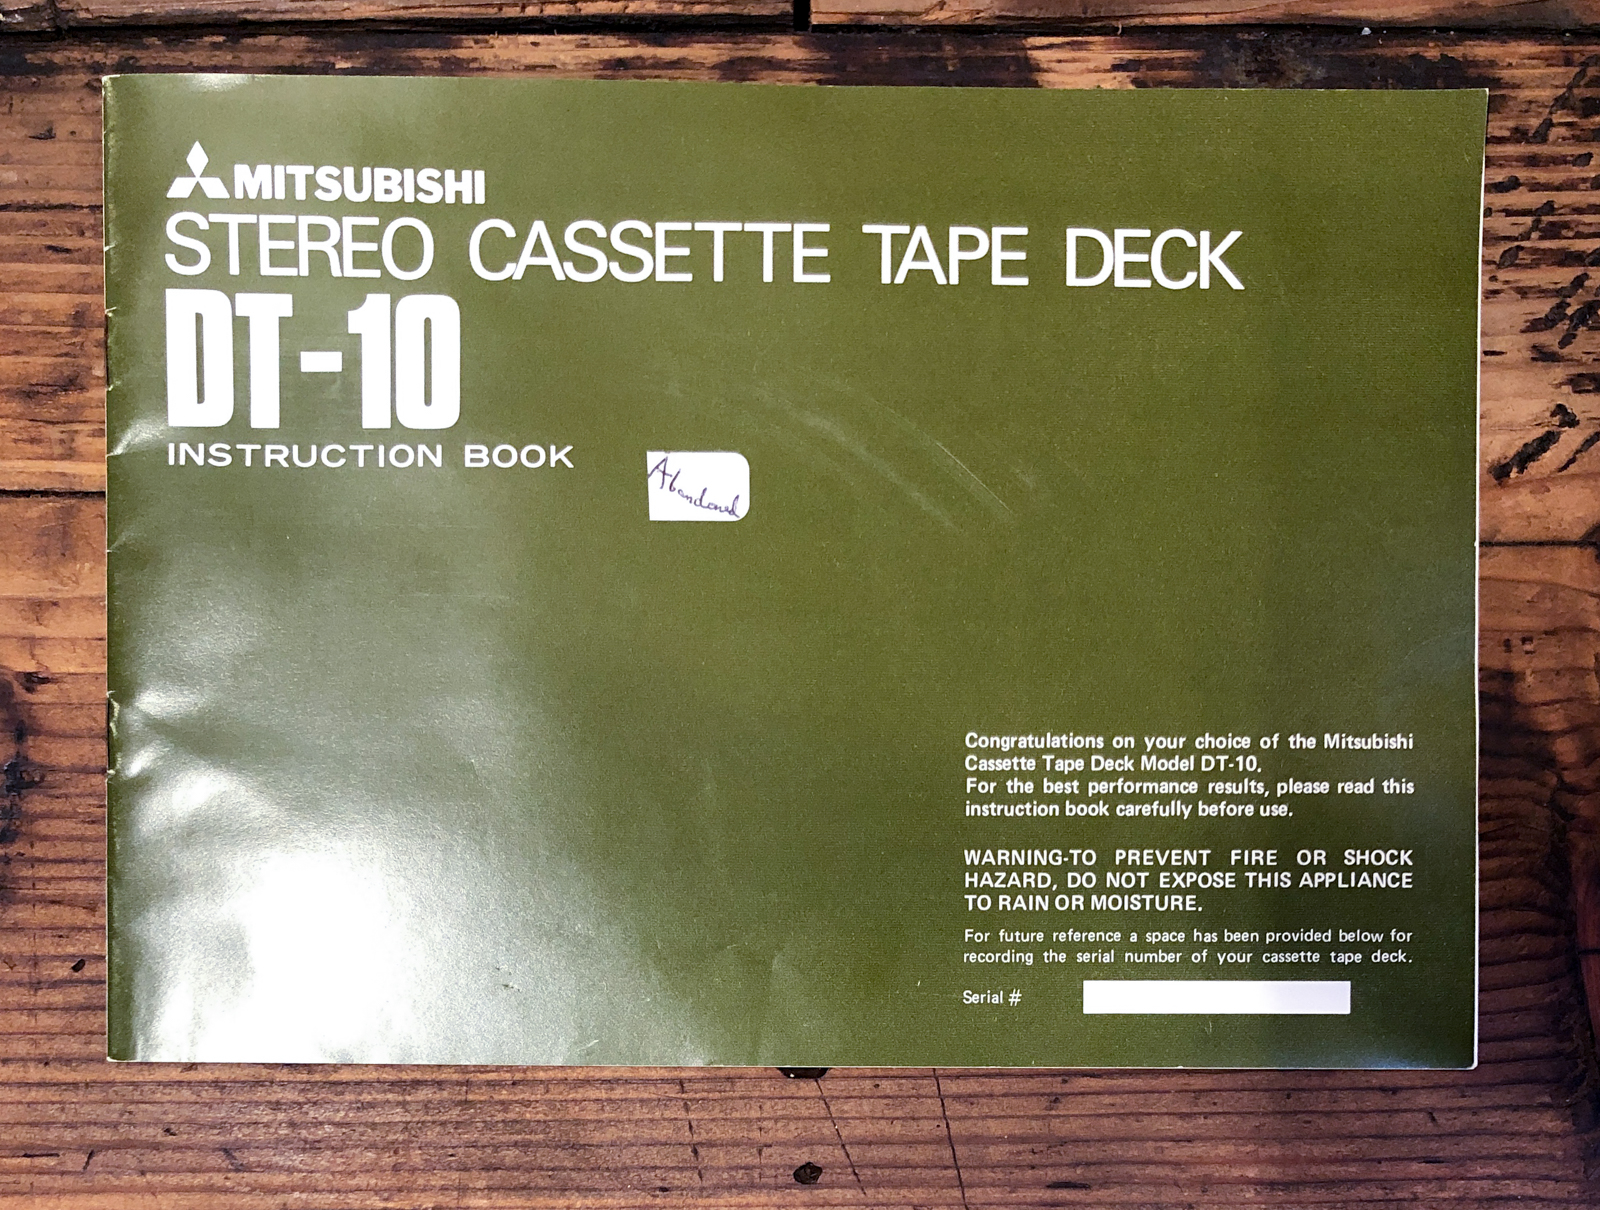 MITSUBISHI
STEREO CASSETTE TAPE DECK
DT-10
INSTRUCTION BOOK
Abandoned
Congratulations on your choice of the Mitsubishi
Cassette Tape Deck Model DT-10.
For the best performance results, please read this
instruction book carefully before use.
WARNING-TO PREVENT FIRE OR SHOCK
HAZARD, DO NOT EXPOSE THIS APPLIANCE
TO RAIN OR MOISTURE.
For future reference a space has been provided below for
recording the serial number of your cassette tape deck.
Serial #